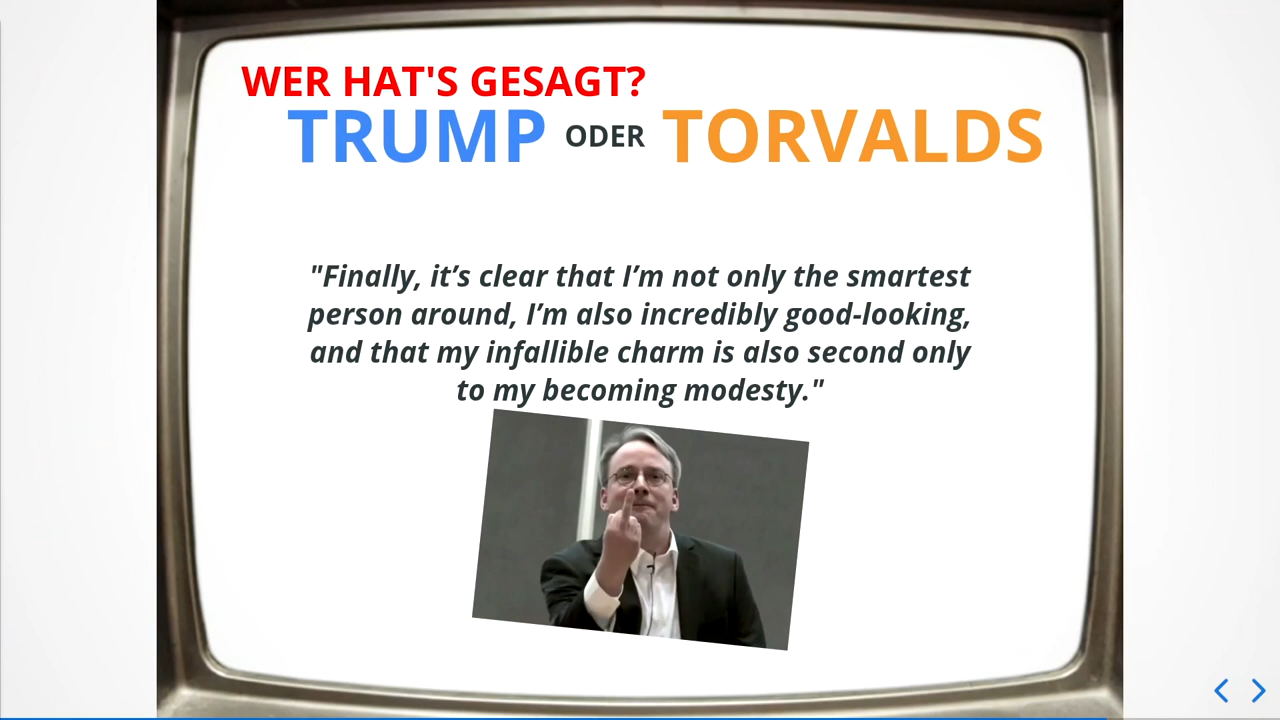 WER HAT'S GESAGT?
TRUMP ODER TORVALDS
"Finally, it’s clear that I’m not only the smartest
person around, I’m also incredibly good-looking,
and that my infallible charm is also second only
to my becoming modesty."